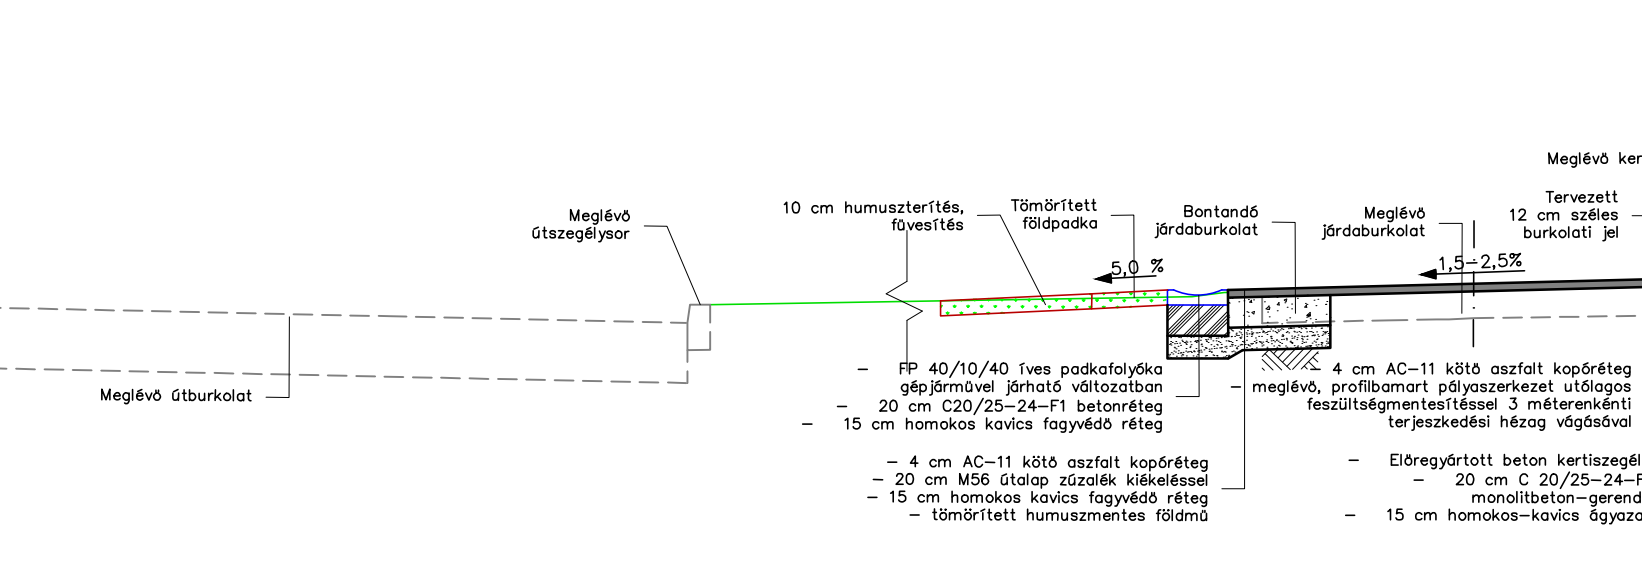 Meglévő ker
Tervezett
12 cm széles
burkolati jel
Meglévő
útszegélysor
10 cm humuszterítés,
füvesítés
Tömörített
földpadka
Bontandó
járdaburkolat
Meglévő
járdaburkolat
5,0 %
1,5-2,5%
Meglévő útburkolat
- FP 40/10/40 íves padkafolyóka
gépjárművel járható változatban
- 20 cm C20/25-24-F1 betonréteg
- 15 cm homokos kavics fagyvédő réteg
- 4 cm AC-11 kötő aszfalt kopóréteg
- 20 cm M56 útalap zúzalék kiékeléssel
- 15 cm homokos kavics fagyvédő réteg
- tömörített humuszmentes földmű
- 4 cm AC-11 kötő aszfalt kopóréteg
- meglévő, profilbamart pályaszerkezet utólagos
feszültségmentesítéssel 3 méterenkénti
terjeszkedési hézag vágásával
- Előregyártott beton kertiszegél
- 20 cm C 20/25-24-F
monolitbeton-gerend
- 15 cm homokos-kavics ágyaza